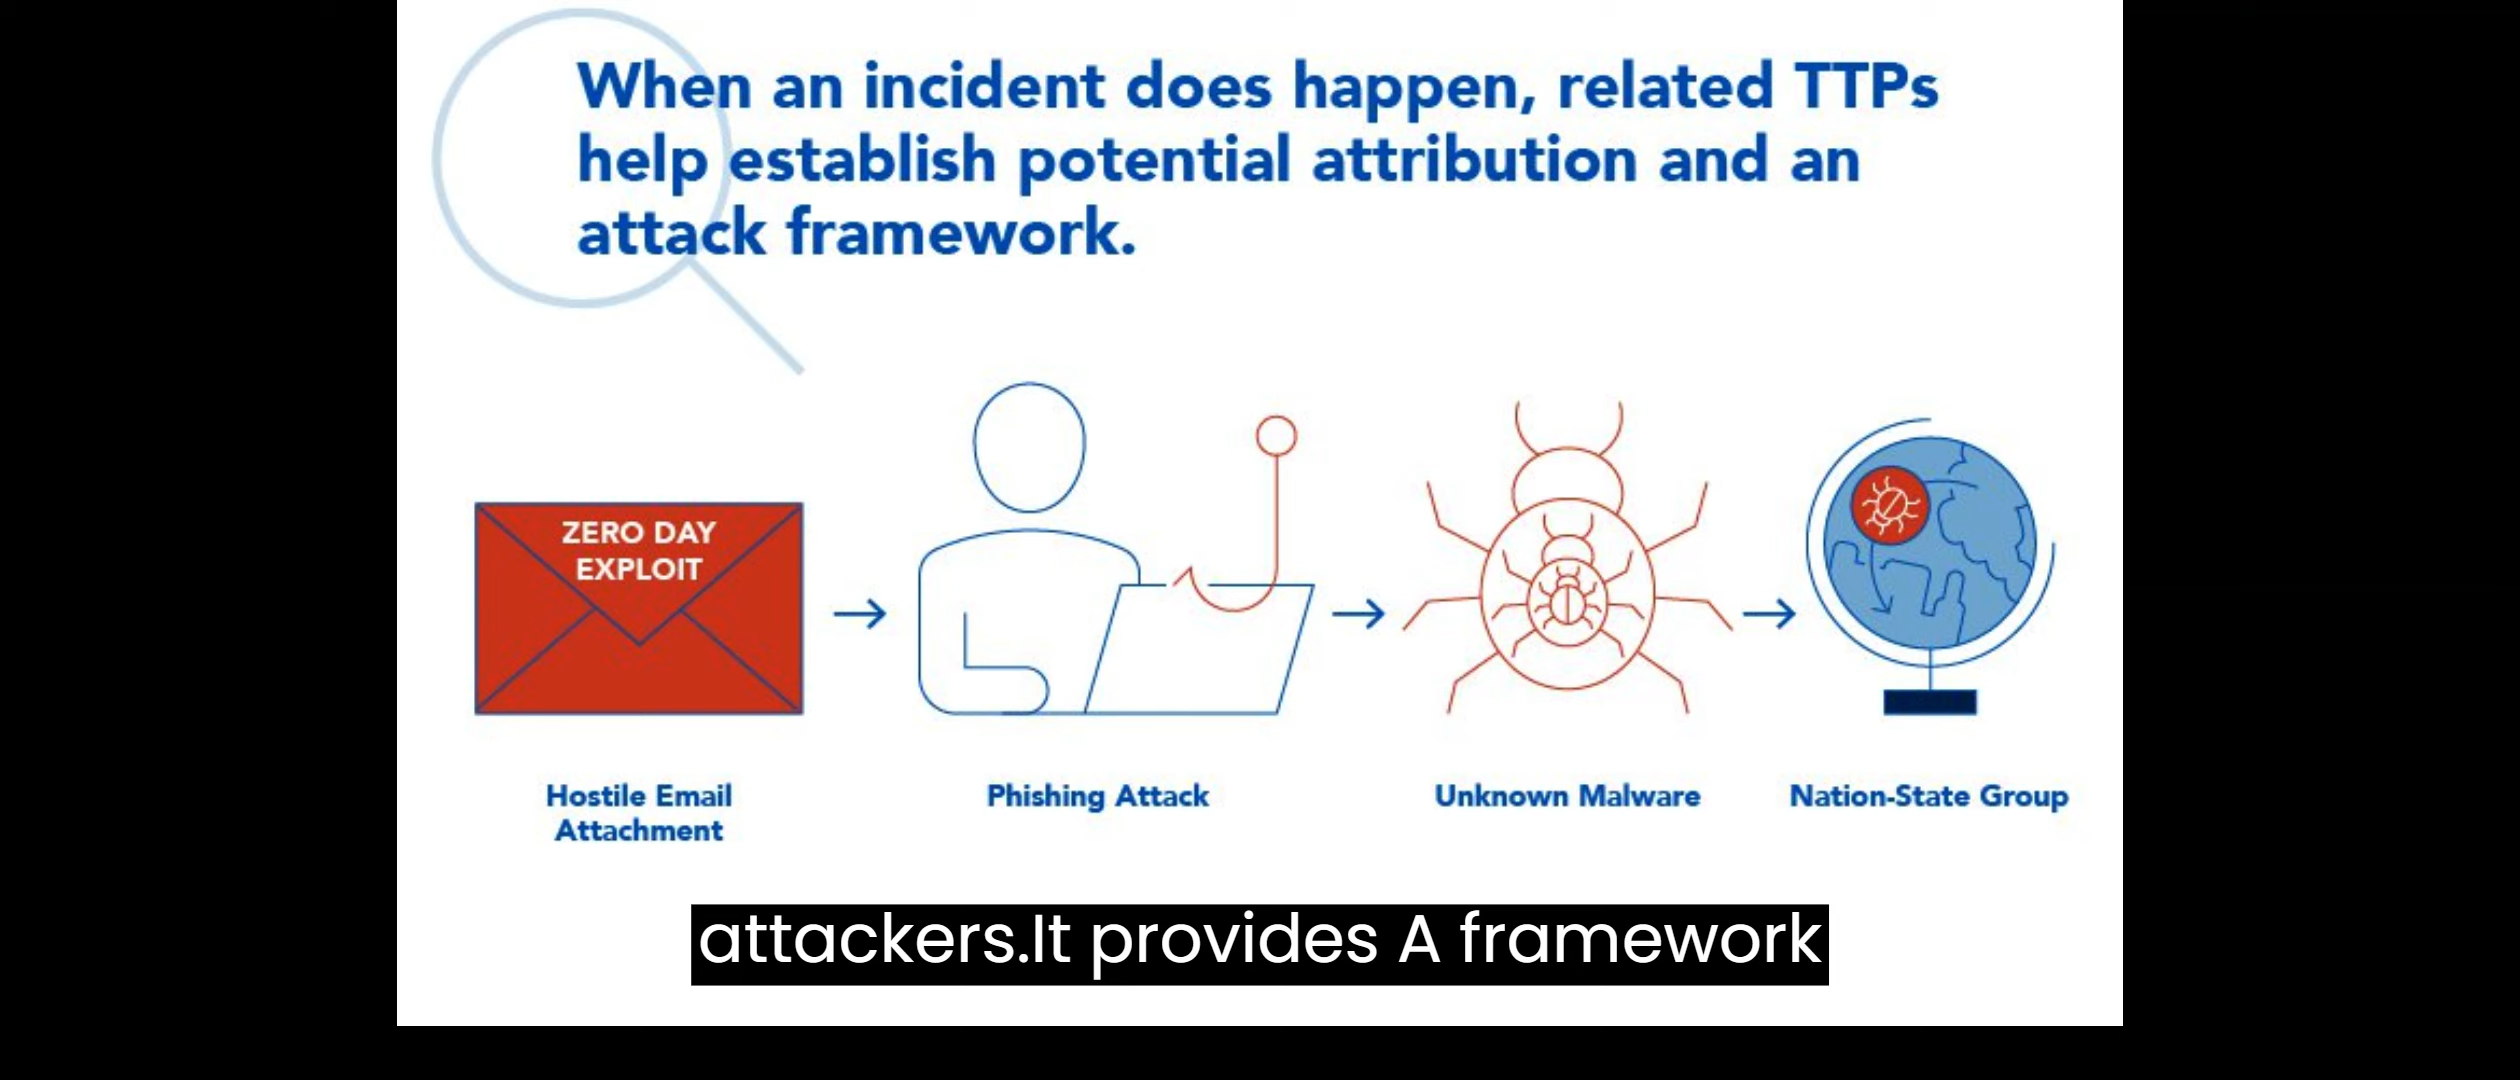 When an incident does happen, related TTPs
help establish potential attribution and an
attack framework.
ZERO DAY
EXPLOIT
Hostile Email
Attachment
Phishing Attack
Unknown Malware
Nation-State Group
attackers.It provides A framework